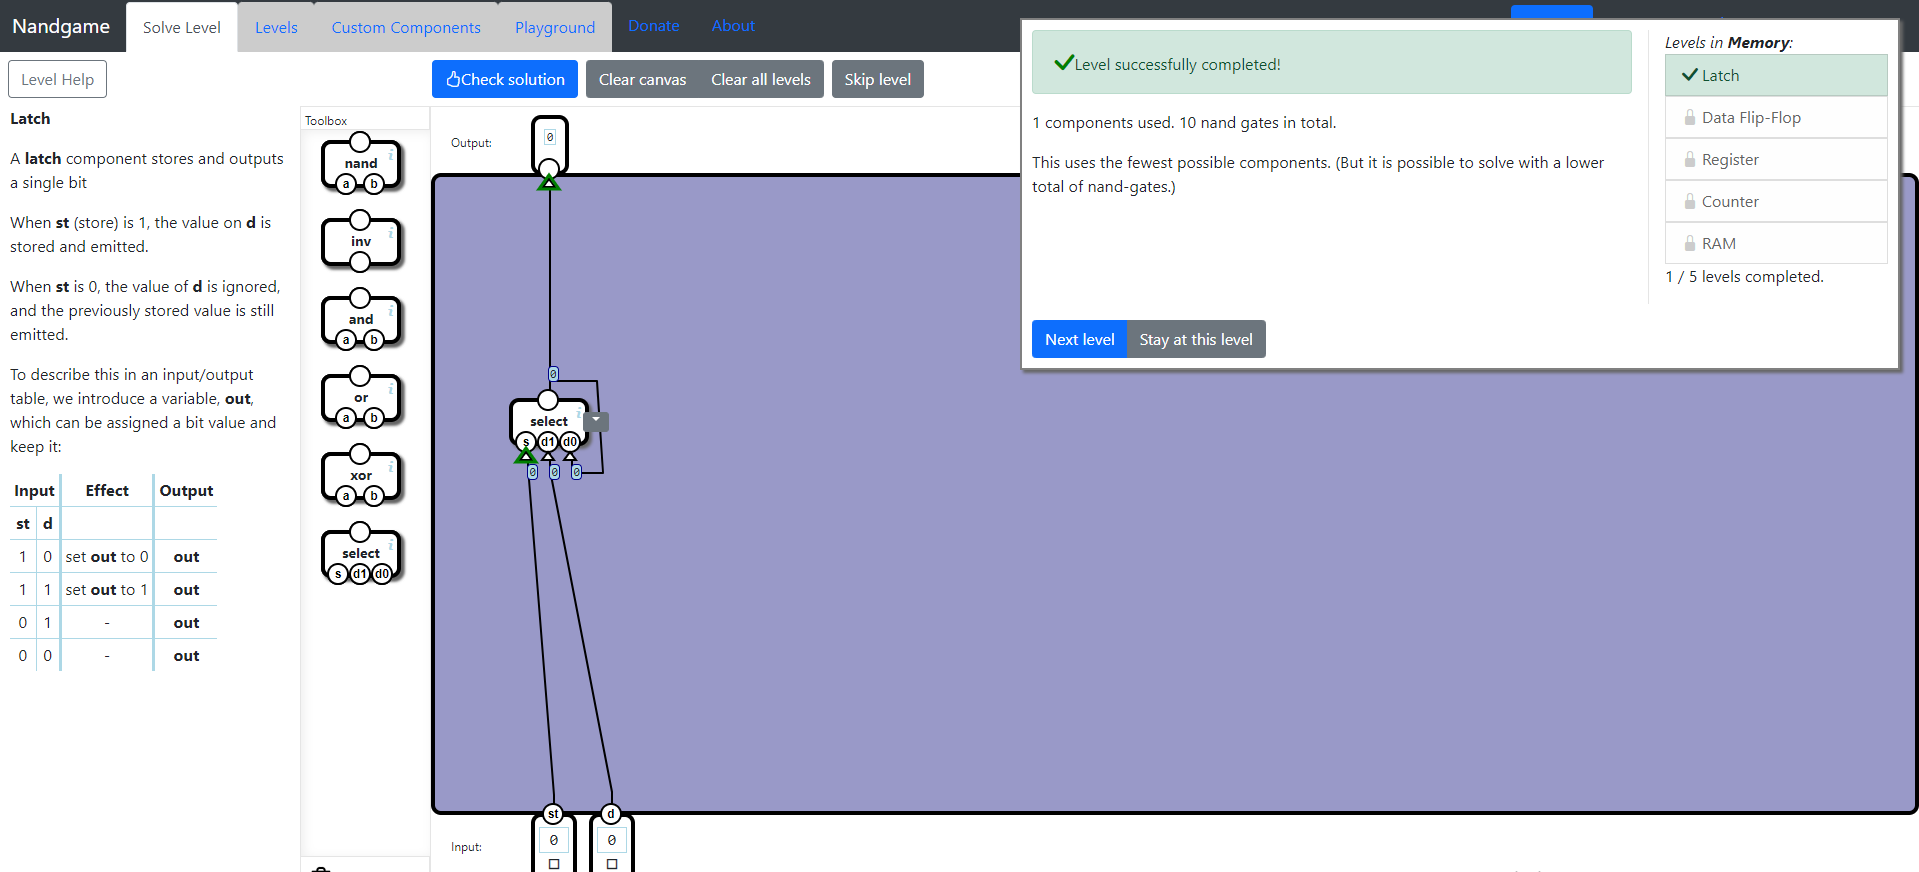 Nandgame
Solve Level
Levels
Custom Components
Playground
Donate
About
Level Help
Check solution
Clear canvas
Clear all levels
Skip level
Latch
A latch component stores and outputs
a single bit
When st (store) is 1, the value on d is
stored and emitted.
When st is 0, the value of d is ignored,
and the previously stored value is still
emitted.
To describe this in an input/output
table, we introduce a variable, out,
which can be assigned a bit value and
keep it:
Input Effect Output
st d
1 0 set out to 0 out
1 1 set out to 1 out
0 1 - out
0 0 - out
Toolbox
nand
i
a b
inv
i
and
i
a b
or
i
a b
xor
i
a b
select
i
s d1 d0
Output:
0
0
select
i
s d1 d0
0 0 0
st d
Input:
0 0
Level successfully completed!
1 components used. 10 nand gates in total.
This uses the fewest possible components. (But it is possible to solve with a lower
total of nand-gates.)
Next level
Stay at this level
Levels in Memory:
Latch
Data Flip-Flop
Register
Counter
RAM
1 / 5 levels completed.